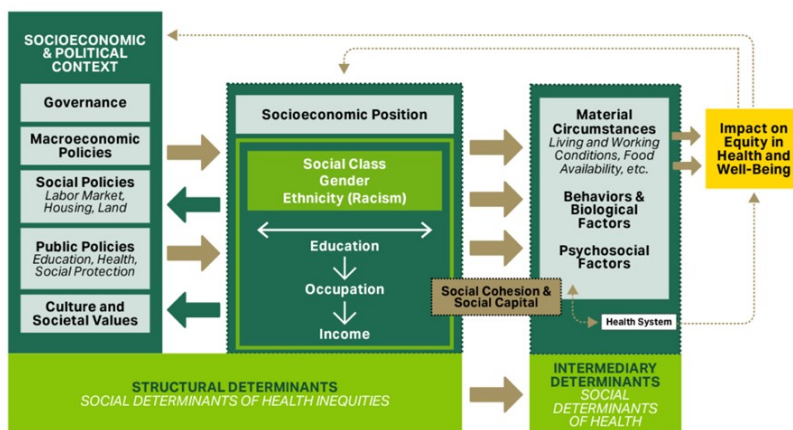 SOCIOECONOMIC
& POLITICAL
CONTEXT
Governance
Macroeconomic
Policies
Social Policies
Labor Market,
Housing, Land
Public Policies
Education, Health,
Social Protection
Culture and
Societal Values
Socioeconomic Position
Social Class
Gender
Ethnicity (Racism)
Education
Occupation
Income
Social Cohesion &
Social Capital
Material
Circumstances
Living and Working
Conditions, Food
Availability, etc.
Behaviors &
Biological
Factors
Psychosocial
Factors
Health System
Impact on
Equity in
Health and
Well-Being
STRUCTURAL DETERMINANTS
SOCIAL DETERMINANTS OF HEALTH INEQUITIES
INTERMEDIARY
DETERMINANTS
SOCIAL
DETERMINANTS
OF HEALTH